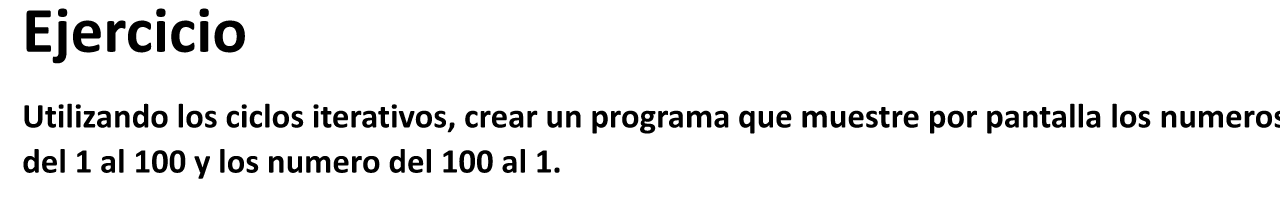 Ejercicio
Utilizando los ciclos iterativos, crear un programa que muestre por pantalla los numeros
del 1 al 100 y los numero del 100 al 1.